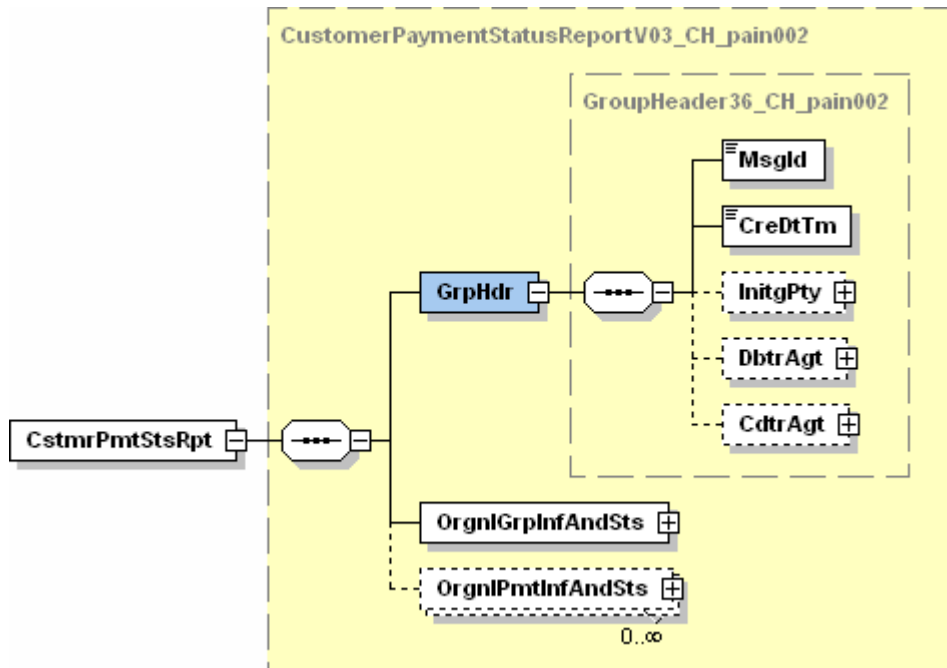 CustomerPaymentStatusReportV03_CH_pain002
GroupHeader36_CH_pain002
MsgId
CreDtTm
GrpHdr
InitgPty
DbtrAgt
CdtrAgt
CstmrPmtStsRpt
OrgnlGrpInfAndSts
OrgnlPmtInfAndSts
0..∞